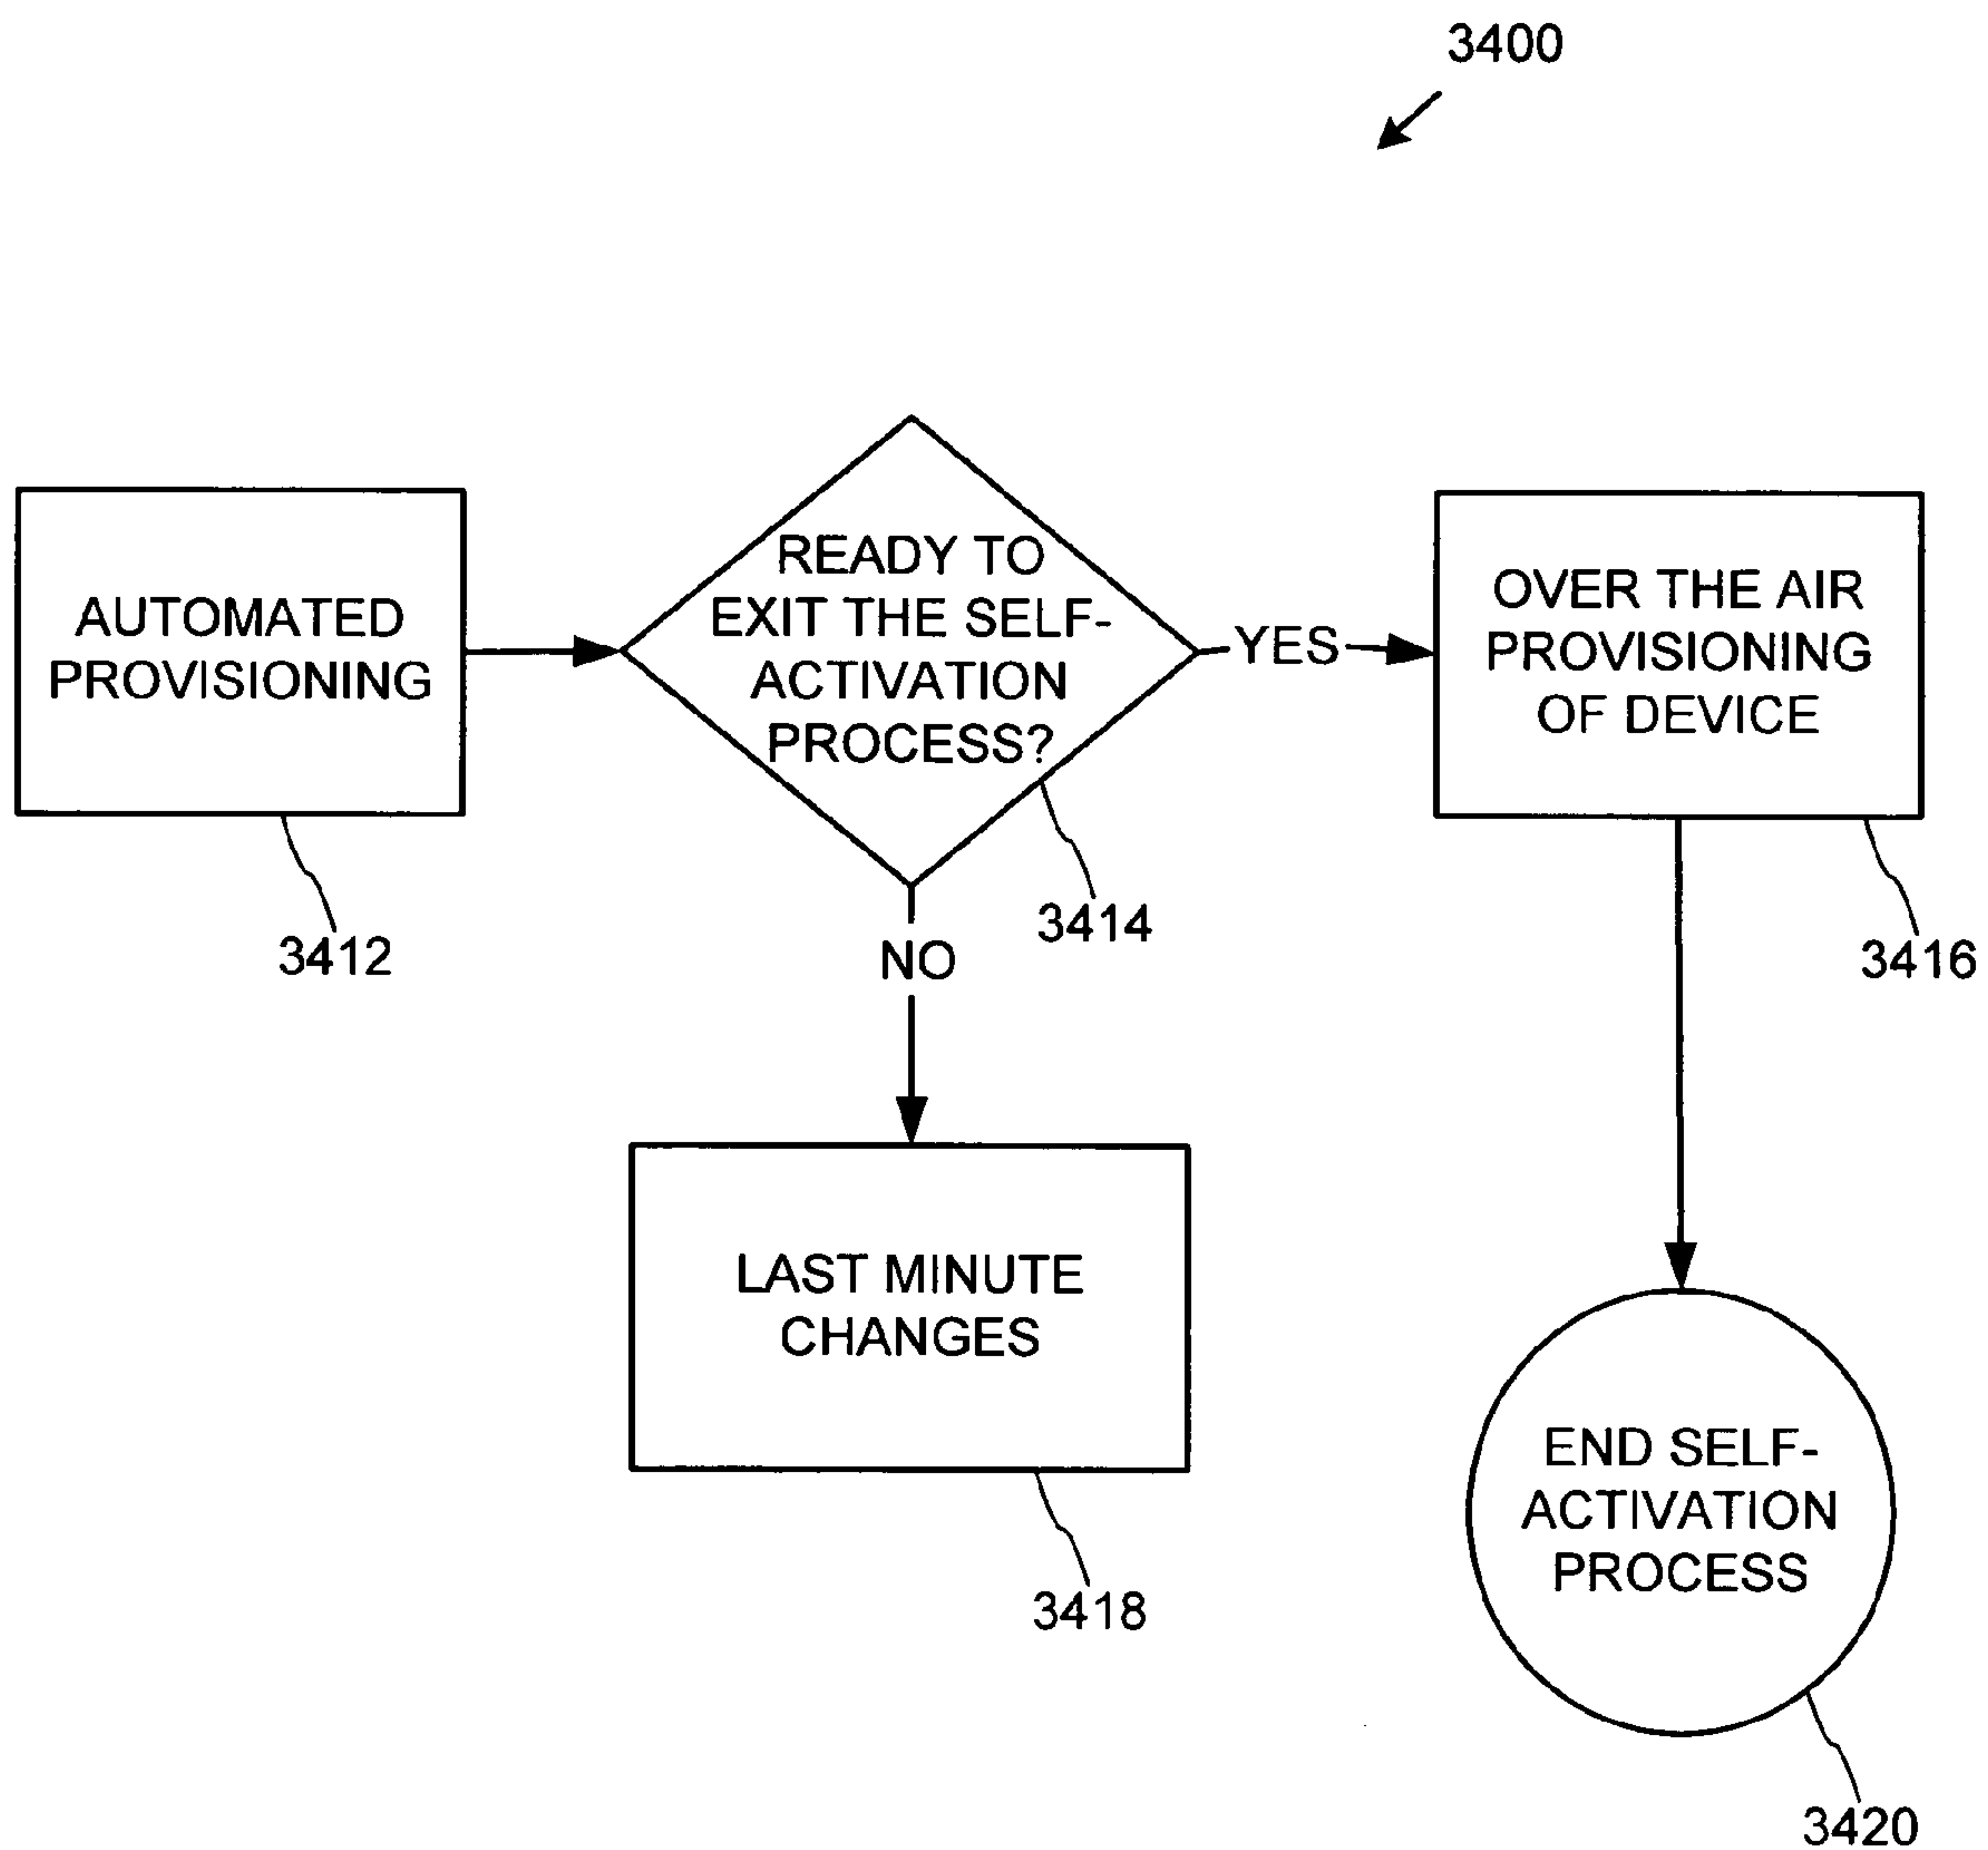 3400
AUTOMATED
PROVISIONING
3412
READY TO
EXIT THE SELF-
ACTIVATION
PROCESS?
3414
YES
OVER THE AIR
PROVISIONING
OF DEVICE
3416
NO
LAST MINUTE
CHANGES
3418
END SELF-
ACTIVATION
PROCESS
3420